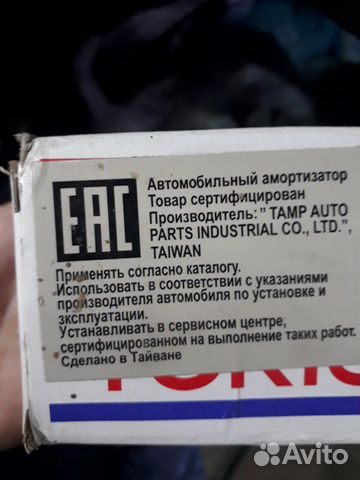 EAC
Автомобильный амортизатор
Товар сертифицирован
Производитель: " TAMP AUTO
PARTS INDUSTRIAL CO., LTD.",
TAIWAN
Применять согласно каталогу.
Использовать в соответствии с указаниями
производителя автомобиля по установке и
эксплуатации.
Устанавливать в сервисном центре,
сертифицированном на выполнение таких работ.
Сделано в Тайване
Avito